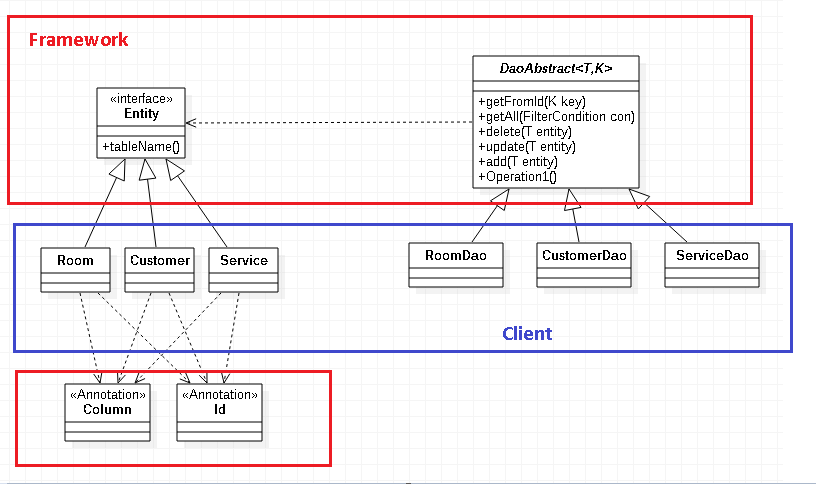 Framework
«interface»
Entity
+tableName()
DaoAbstract<T,K>
+getFromId(K key)
+getAll(FilterCondition con)
+delete(T entity)
+update(T entity)
+add(T entity)
+Operation1()
Room
Customer
Service
RoomDao
CustomerDao
ServiceDao
Client
«Annotation»
Column
«Annotation»
Id